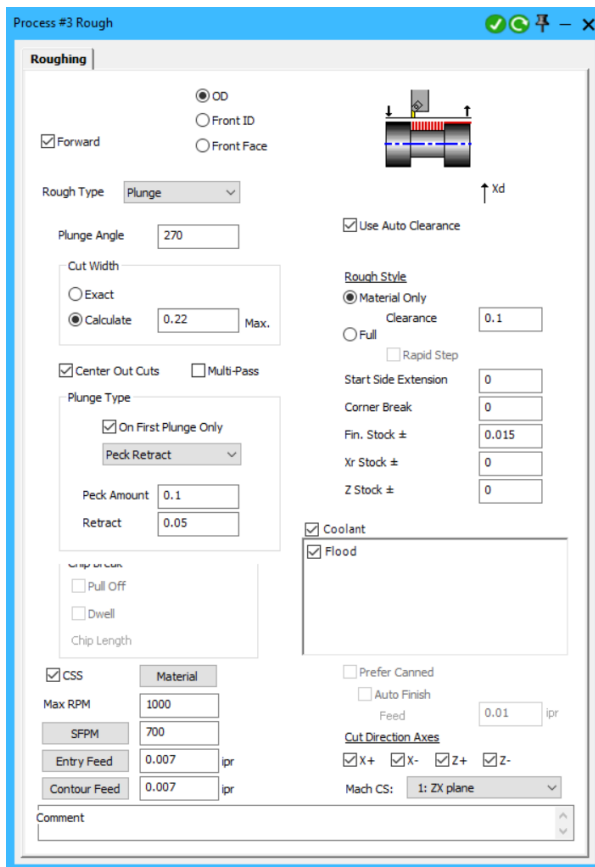 Process #3 Rough
Roughing
OD
Front ID
Forward
Front Face
Rough Type Plunge
Xd
Plunge Angle 270
Use Auto Clearance
Cut Width
Exact
Calculate 0.22 Max.
Rough Style
Material Only
Clearance 0.1
Full
Rapid Step
Center Out Cuts Multi-Pass
Start Side Extension 0
Plunge Type
Corner Break 0
On First Plunge Only
Fin. Stock ± 0.015
Peck Retract
Xr Stock ± 0
Peck Amount 0.1
Z Stock ± 0
Retract 0.05
Coolant
Flood
Chip Break
Pull Off
Dwell
Chip Length
CSS Material
Prefer Canned
Max RPM 1000
Auto Finish
Feed 0.01 ipr
SFPM 700
Cut Direction Axes
Entry Feed 0.007 ipr
X+ X- Z+ Z-
Contour Feed 0.007 ipr
Mach CS: 1: ZX plane
Comment